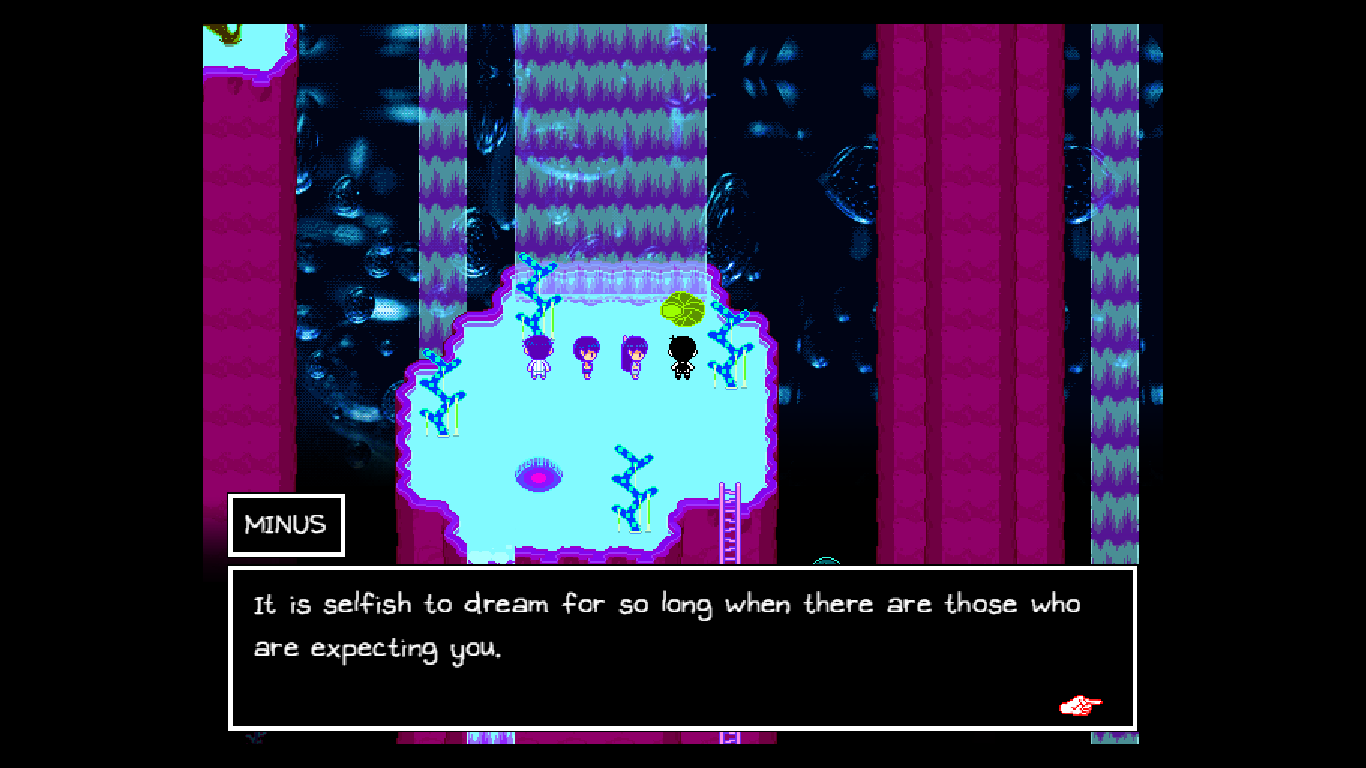 MINUS
It is selfish to dream for so long when there are those who
are expecting you.